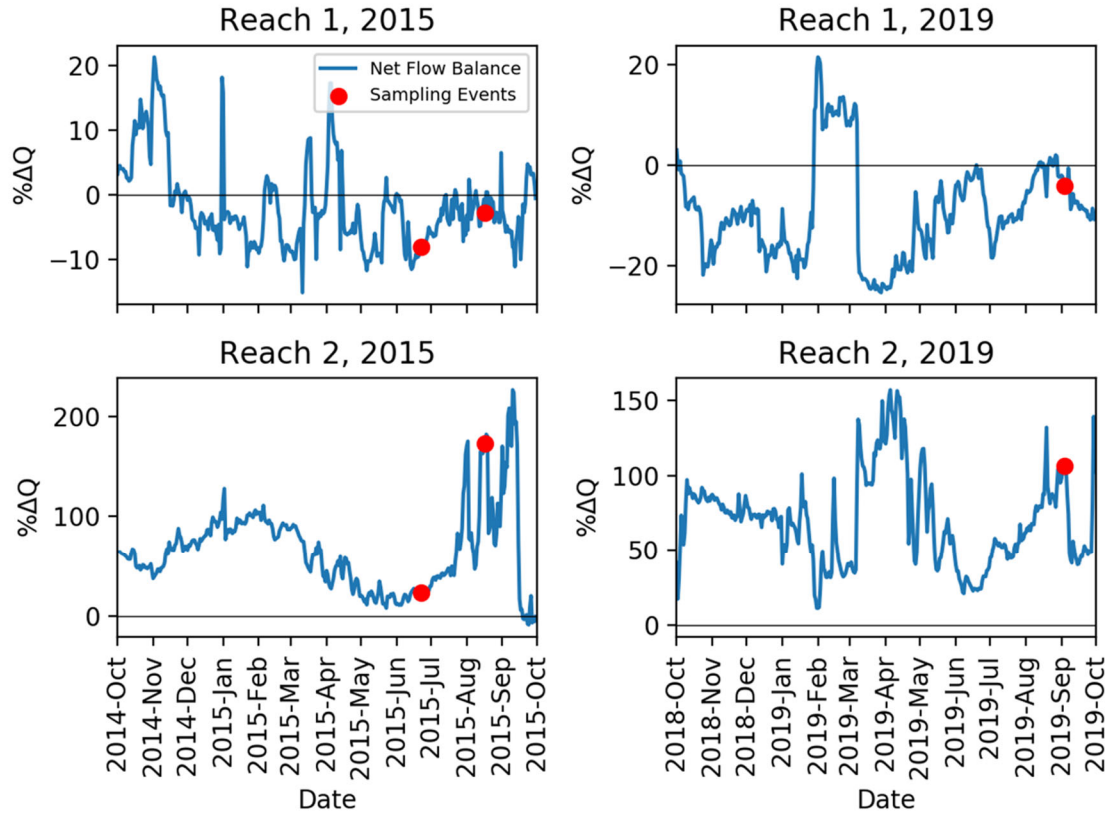 Reach 1, 2015
%ΔQ
20
10
0
−10
Net Flow Balance
Sampling Events
Reach 1, 2019
%ΔQ
20
0
−20
Reach 2, 2015
%ΔQ
200
100
0
2014-Oct
2014-Nov
2014-Dec
2015-Jan
2015-Feb
2015-Mar
2015-Apr
2015-May
2015-Jun
2015-Jul
2015-Aug
2015-Sep
2015-Oct
Date
Reach 2, 2019
%ΔQ
150
100
50
0
2018-Oct
2018-Nov
2018-Dec
2019-Jan
2019-Feb
2019-Mar
2019-Apr
2019-May
2019-Jun
2019-Jul
2019-Aug
2019-Sep
2019-Oct
Date